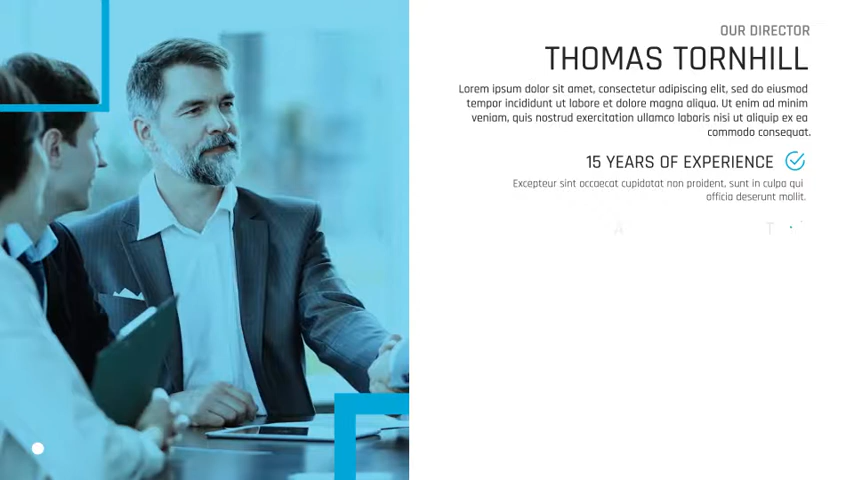 OUR DIRECTOR
THOMAS TORNHILL
Lorem ipsum dolor sit amet, consectetur adipiscing elit, sed do eiusmod
tempor incididunt ut labore et dolore magna aliqua. Ut enim ad minim
veniam, quis nostrud exercitation ullamco laboris nisi ut aliquip ex ea
commodo consequat.
15 YEARS OF EXPERIENCE
Excepteur sint occaecat cupidatat non proident, sunt in culpa qui
officia deserunt mollit.
A T